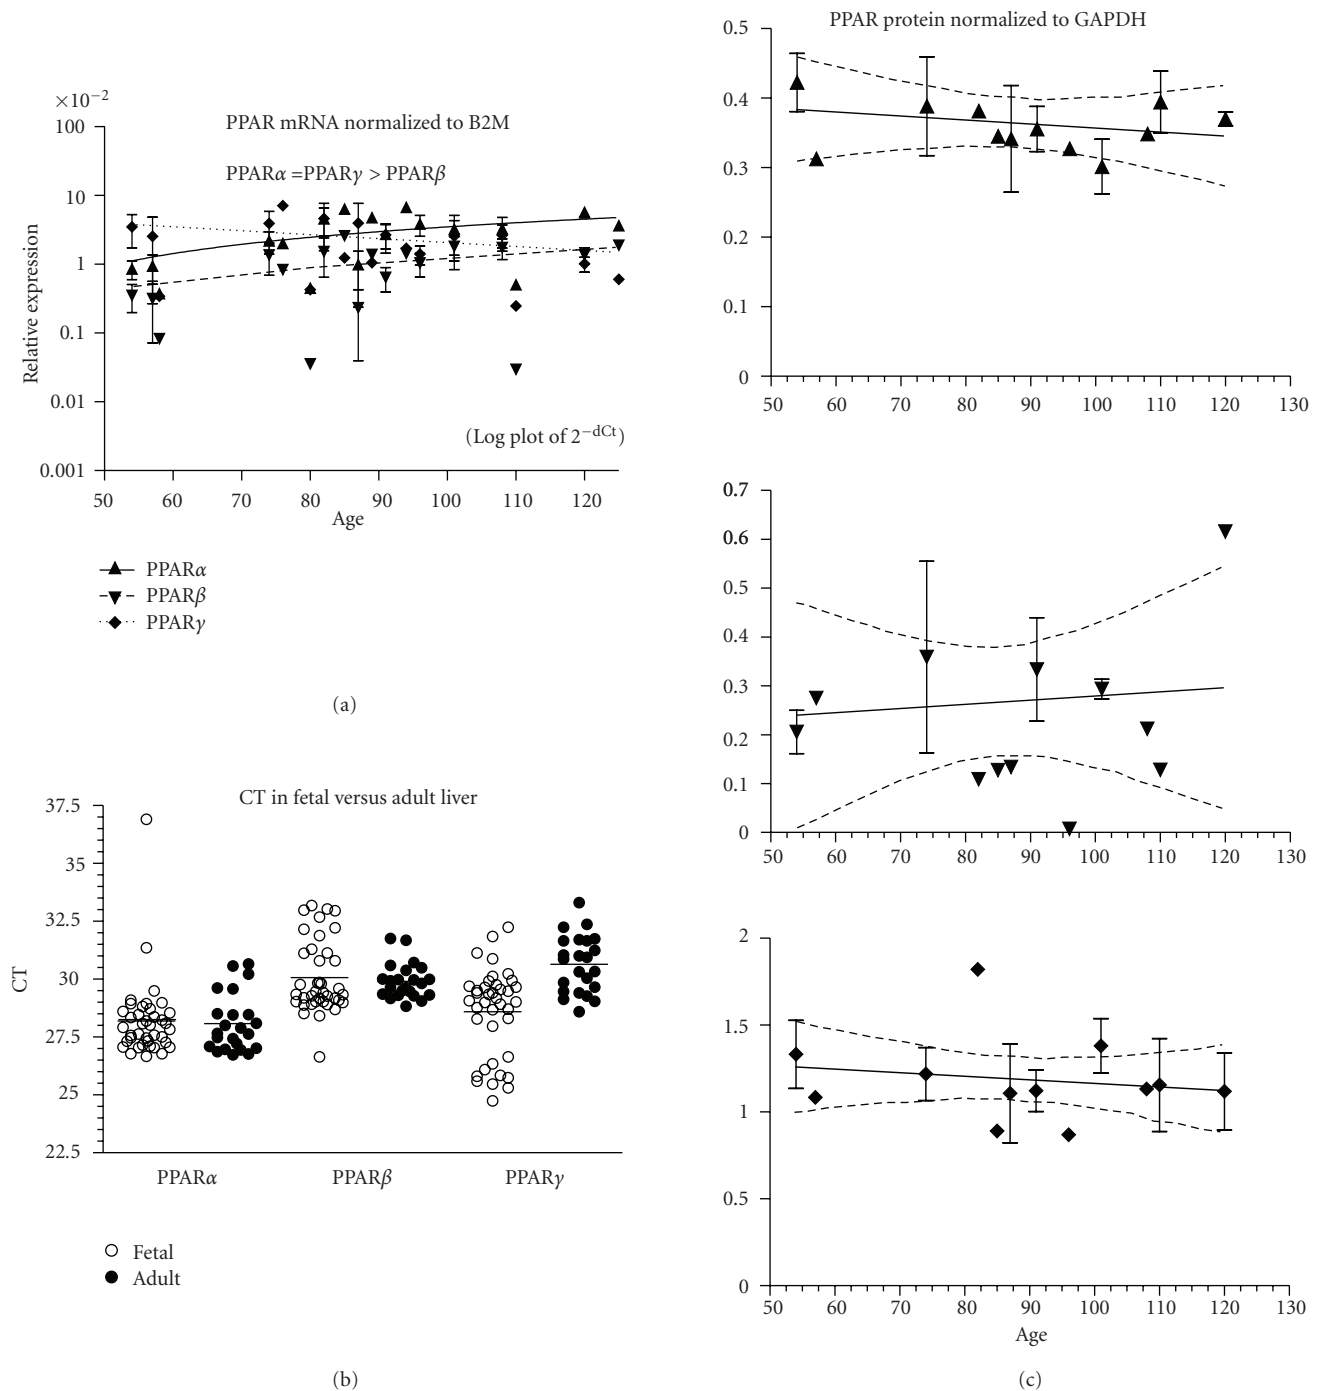 ×10−2
PPAR mRNA normalized to B2M
PPARα =PPARγ > PPARβ
100
10
1
0.1
0.01
0.001
Relative expression
(Log plot of 2−dCt)
50 60 70 80 90 100 110 120
Age
PPARα
PPARβ
PPARγ
(a)
CT in fetal versus adult liver
37.5
35
32.5
30
27.5
25
22.5
CT
PPARα PPARβ PPARγ
Fetal
Adult
(b)
PPAR protein normalized to GAPDH
0.5
0.4
0.3
0.2
0.1
0
50 60 70 80 90 100 110 120 130
0.7
0.6
0.5
0.4
0.3
0.2
0.1
0
50 60 70 80 90 100 110 120 130
2
1.5
1
0.5
0
50 60 70 80 90 100 110 120 130
Age
(c)